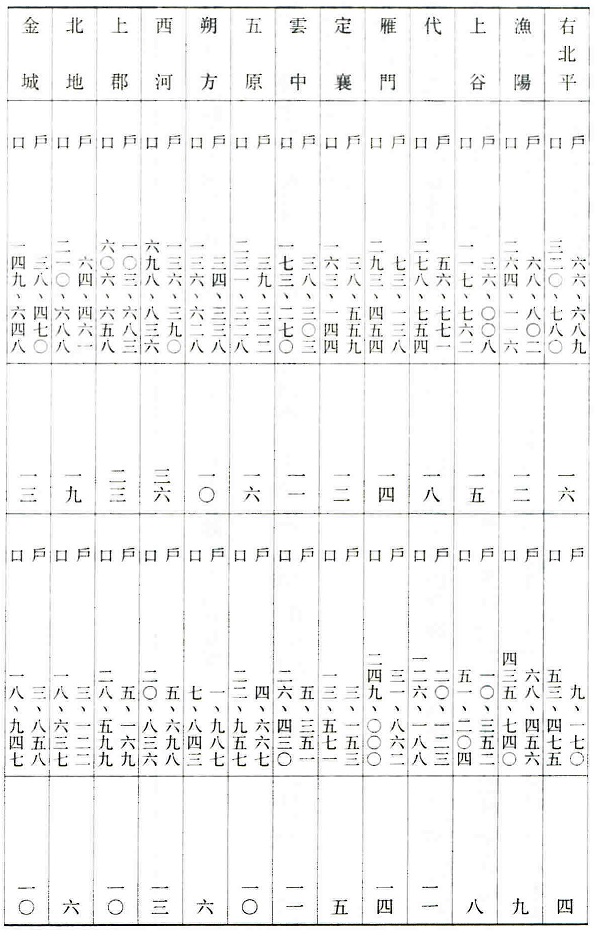 右北平
戶 六六、六八九
口 三二〇、七八〇
一六
戶 九、一七〇
口 五三、四七五
四
漁陽
戶 六八、八〇二
口 二六四、一一六
一二
戶 六八、四五六
口 四三五、七四〇
九
上谷
戶 三六、〇〇八
口 一一七、七六二
一五
戶 一〇、三五二
口 五一、二〇四
八
代
戶 五六、七七一
口 二七八、七五四
一八
戶 二〇、一二三
口 一二六、一八八
一一
雁門
戶 七三、一三八
口 二九三、四五四
一四
戶 三一、八六二
口 二四九、〇〇〇
一四
定襄
戶 三八、五五九
口 一六三、一四四
一二
戶 三、一五三
口 一三、五七一
五
雲中
戶 三八、三〇三
口 一七三、二七〇
一一
戶 五、三五一
口 二六、四三〇
一一
五原
戶 三九、三二二
口 二三一、三二八
一六
戶 四、六六七
口 二二、九五七
一〇
朔方
戶 三四、三三八
口 一三六、六二八
一〇
戶 一、九八七
口 七、八四三
六
西河
戶 一三六、三九〇
口 六九八、八三六
三六
戶 五、六九八
口 二〇、八三六
一三
上郡
戶 一〇三、六八三
口 六〇六、六五八
二三
戶 五、一六九
口 二八、五九九
一〇
北地
戶 六四、四六一
口 二一〇、六八八
一九
戶 三、一二二
口 一八、六三七
六
金城
戶 三八、四七〇
口 一四九、六四八
一三
戶 三、八五八
口 一八、九四七
一〇